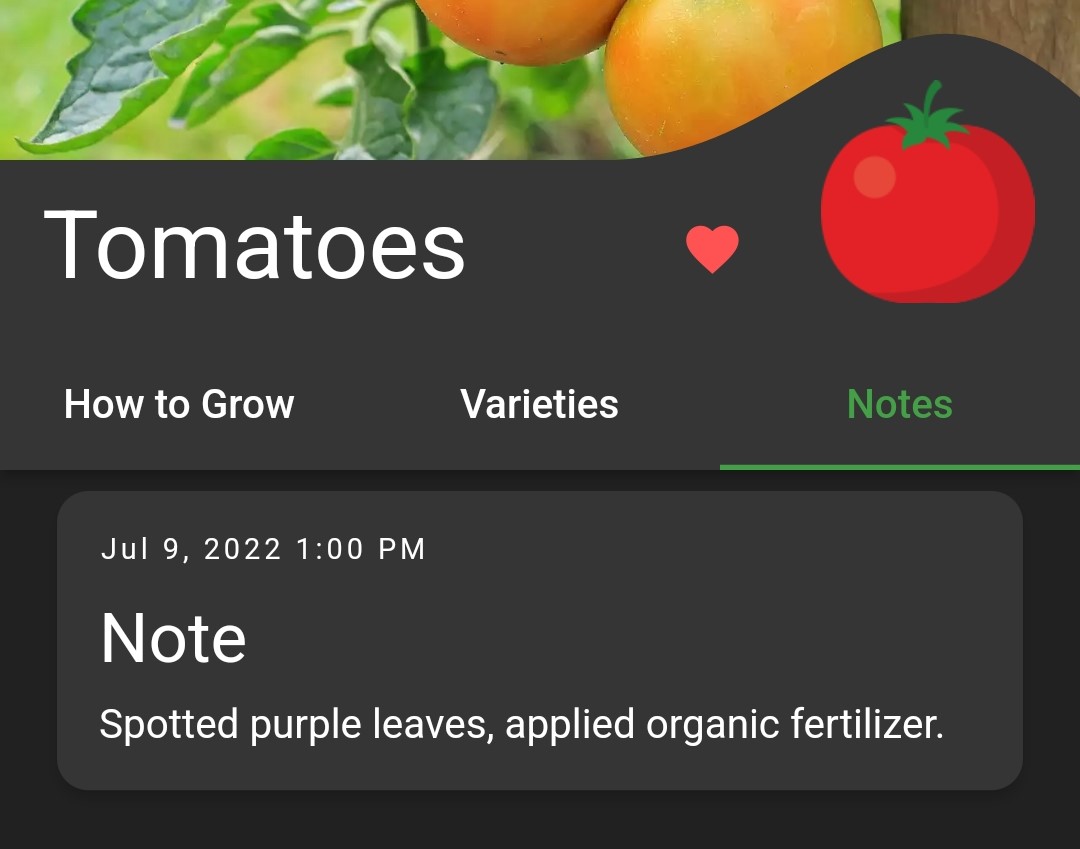 Tomatoes
How to Grow
Varieties
Notes
Jul 9, 2022 1:00 PM
Note
Spotted purple leaves, applied organic fertilizer.